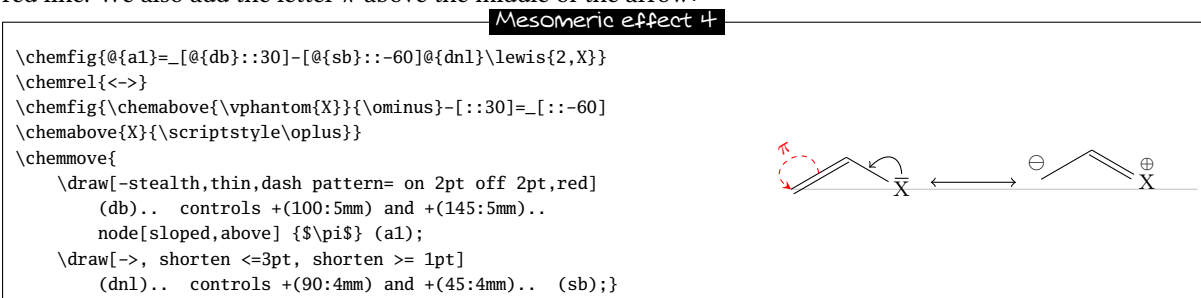 red line. We also add the letter π above the middle of the arrow:
Mesomeric effect 4
\chemfig{@{a1}=_[@{db}::30]-[@{sb}::-60]@{dnl}\lewis{2,X}}
\chemrel{<->}
\chemfig{\chemabove{\vphantom{X}}{\ominus}-[::30]=_[::-60]
\chemabove{X}{\scriptstyle\oplus}}
\chemmove{
\draw[-stealth,thin,dash pattern= on 2pt off 2pt,red]
(db).. controls +(100:5mm) and +(145:5mm)..
node[sloped,above] {$\pi$} (a1);
\draw[->, shorten <=3pt, shorten >= 1pt]
(dnl).. controls +(90:4mm) and +(45:4mm).. (sb);}
π
X ⊖ ⊕ X